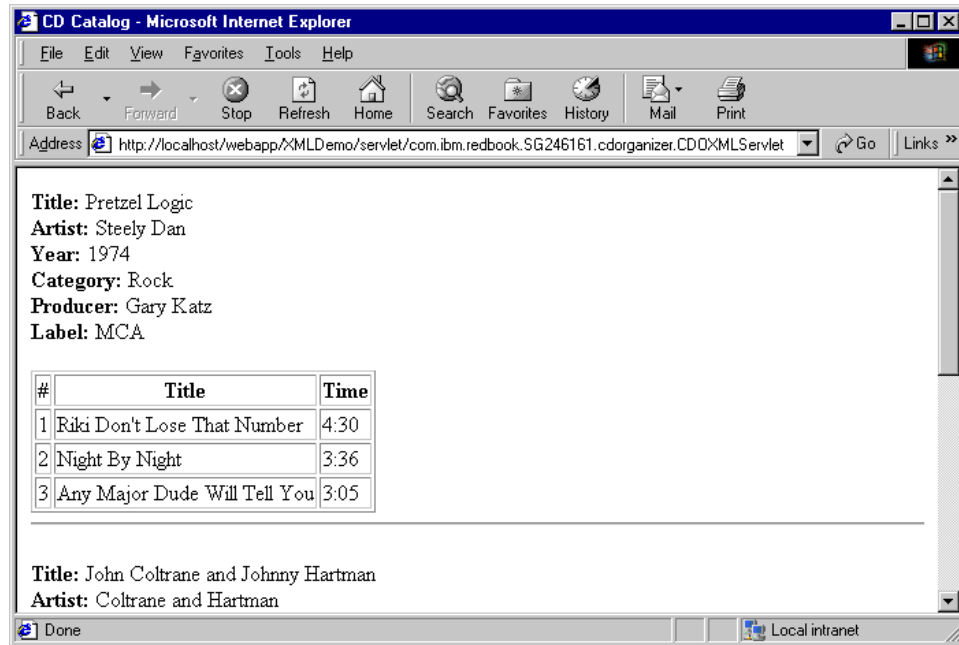 CD Catalog - Microsoft Internet Explorer
File Edit View Favorites Tools Help
Back Forward Stop Refresh Home Search Favorites History Mail Print
Address http://localhost/webapp/XMLDemo/servlet/com.ibm.redbook.SG246161.cdorganizer.CDOXMLServlet Go Links »
Title: Pretzel Logic
Artist: Steely Dan
Year: 1974
Category: Rock
Producer: Gary Katz
Label: MCA
# Title Time
1 Riki Don't Lose That Number 4:30
2 Night By Night 3:36
3 Any Major Dude Will Tell You 3:05
Title: John Coltrane and Johnny Hartman
Artist: Coltrane and Hartman
Done Local intranet